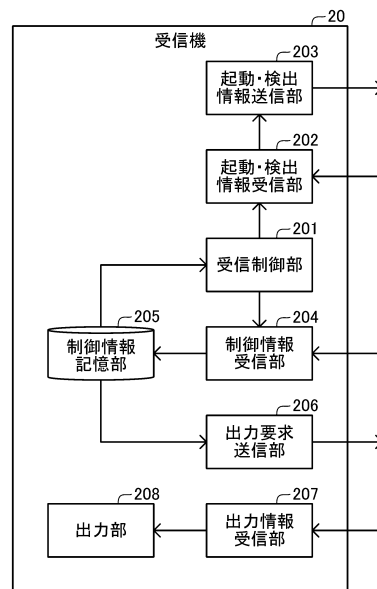 20
受信機
203
起動・検出
情報送信部
202
起動・検出
情報受信部
201
受信制御部
205
制御情報
記憶部
204
制御情報
受信部
206
出力要求
送信部
208
出力部
207
出力情報
受信部